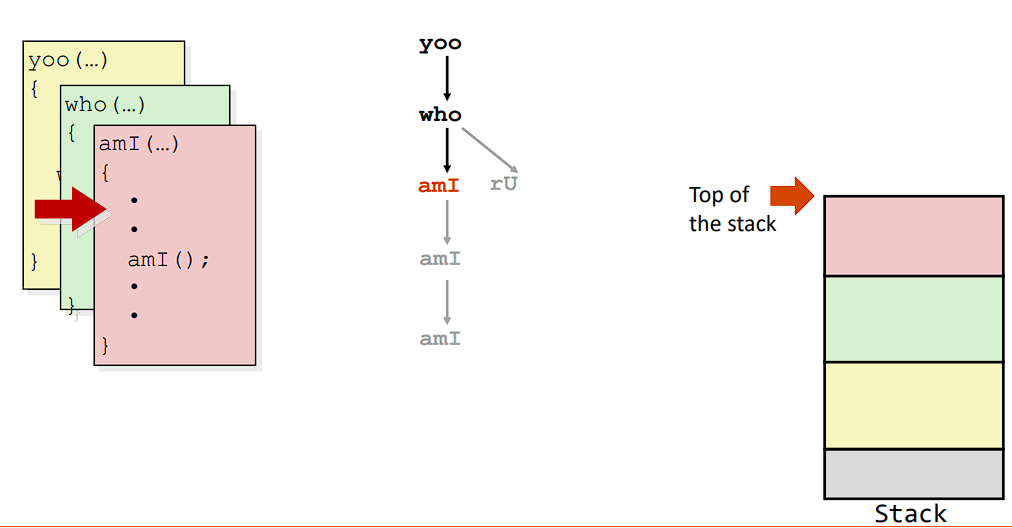 yoo(…)
{
}
who(…)
{
}
amI(…)
{
•
•
amI();
•
•
}
yoo
who
amI
rU
amI
amI
Top of
the stack
Stack